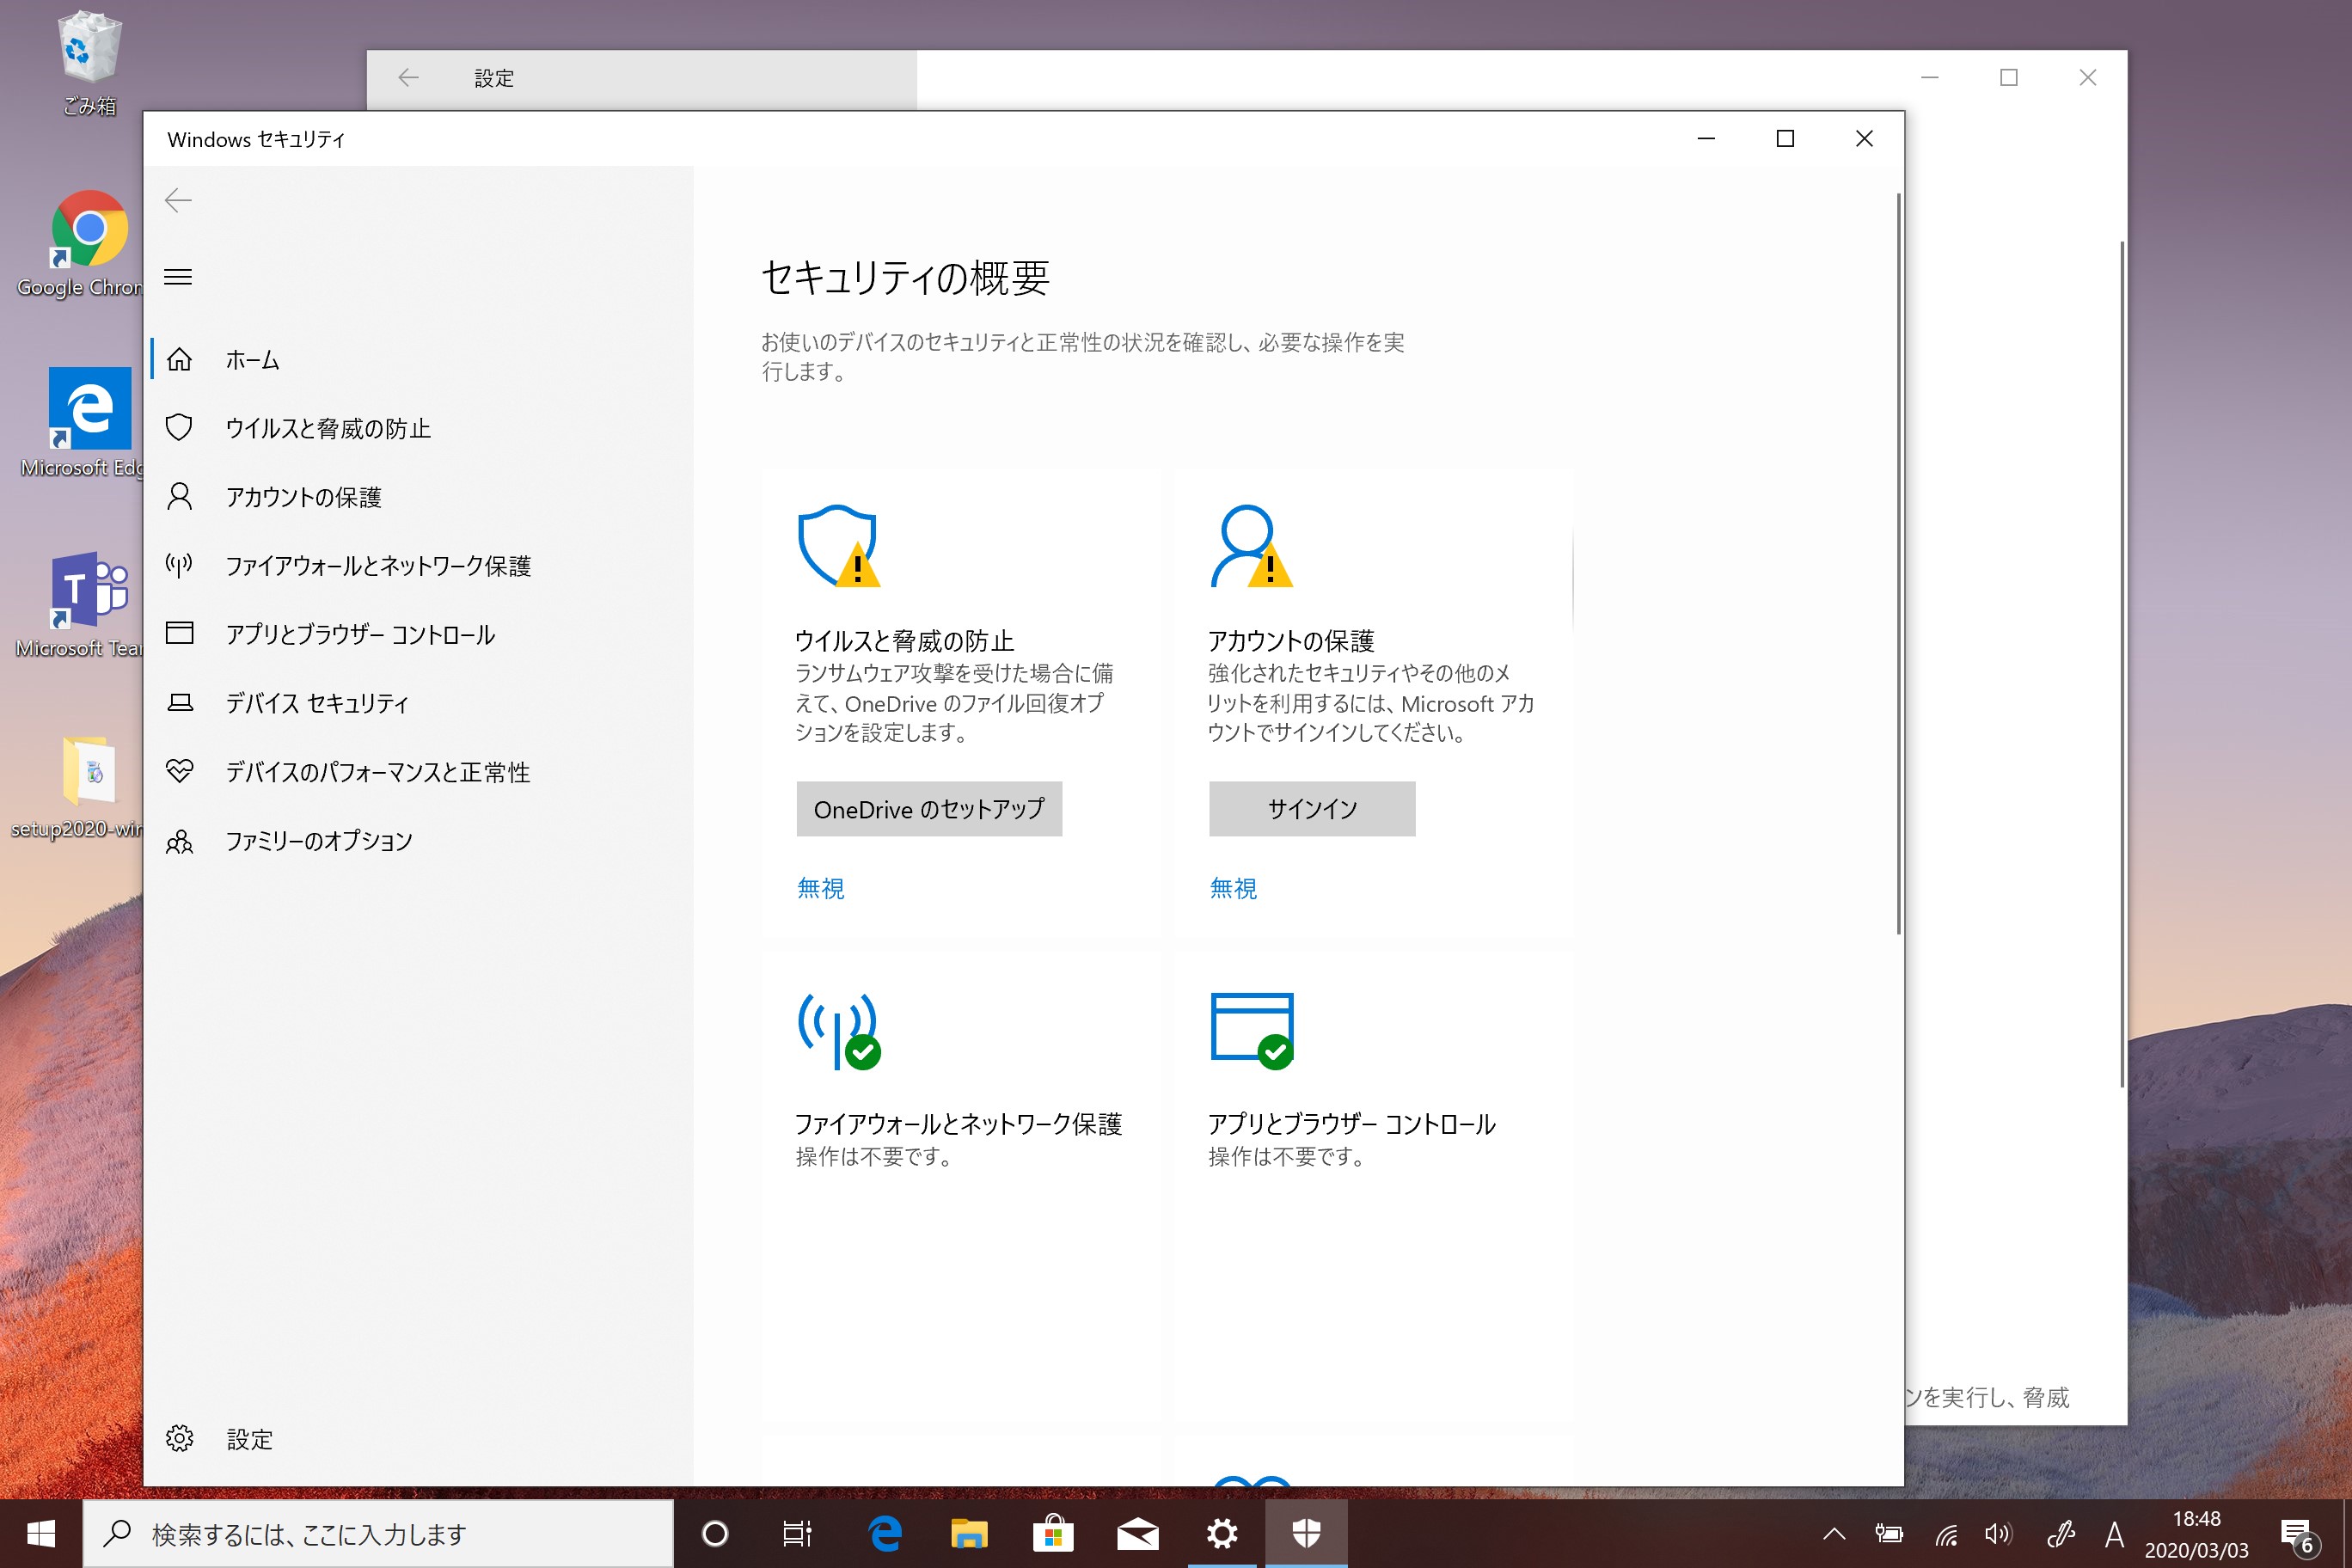 ごみ箱
Google Chrom
Microsoft Edg
Microsoft Tea
setup2020-win
設定
Windows セキュリティ
ホーム
ウイルスと脅威の防止
アカウントの保護
ファイアウォールとネットワーク保護
アプリとブラウザー コントロール
デバイス セキュリティ
デバイスのパフォーマンスと正常性
ファミリーのオプション
設定
セキュリティの概要
お使いのデバイスのセキュリティと正常性の状況を確認し、必要な操作を実
行します。
ウイルスと脅威の防止
ランサムウェア攻撃を受けた場合に備
えて、OneDrive のファイル回復オプ
ションを設定します。
OneDrive のセットアップ
無視
アカウントの保護
強化されたセキュリティやその他のメ
リットを利用するには、Microsoft アカ
ウントでサインインしてください。
サインイン
無視
ファイアウォールとネットワーク保護
操作は不要です。
アプリとブラウザー コントロール
操作は不要です。
ンを実行し、脅威
検索するには、ここに入力します
A
18:48
2020/03/03
6